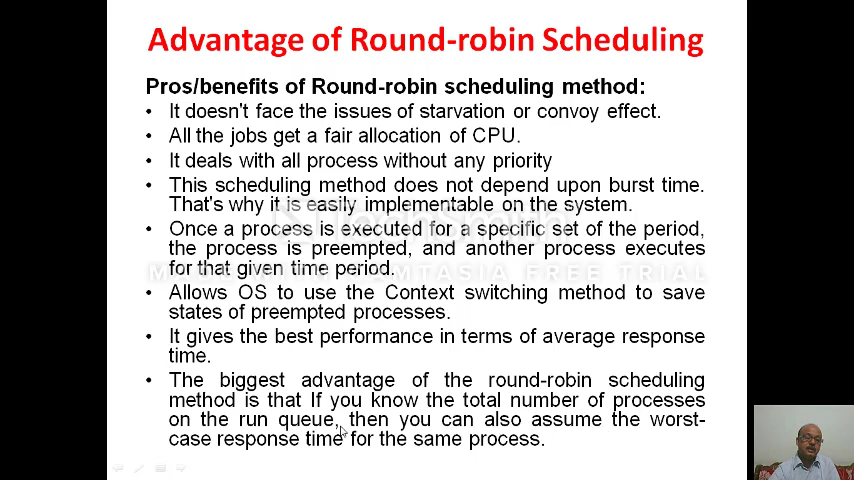 Advantage of Round-robin Scheduling
Pros/benefits of Round-robin scheduling method:
• It doesn't face the issues of starvation or convoy effect.
• All the jobs get a fair allocation of CPU.
• It deals with all process without any priority
• This scheduling method does not depend upon burst time.
That's why it is easily implementable on the system.
• Once a process is executed for a specific set of the period,
the process is preempted, and another process executes
for that given time period.
• Allows OS to use the Context switching method to save
states of preempted processes.
• It gives the best performance in terms of average response
time.
• The biggest advantage of the round-robin scheduling
method is that If you know the total number of processes
on the run queue, then you can also assume the worst-
case response time for the same process.
TechSmith
CAMTASIA FREE TRIAL